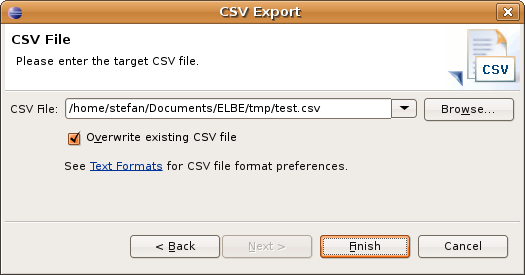 CSV Export
CSV File
Please enter the target CSV file.
CSV
CSV File: /home/stefan/Documents/ELBE/tmp/test.csv Browse...
Overwrite existing CSV file
See Text Formats for CSV file format preferences.
< Back Next > Finish Cancel